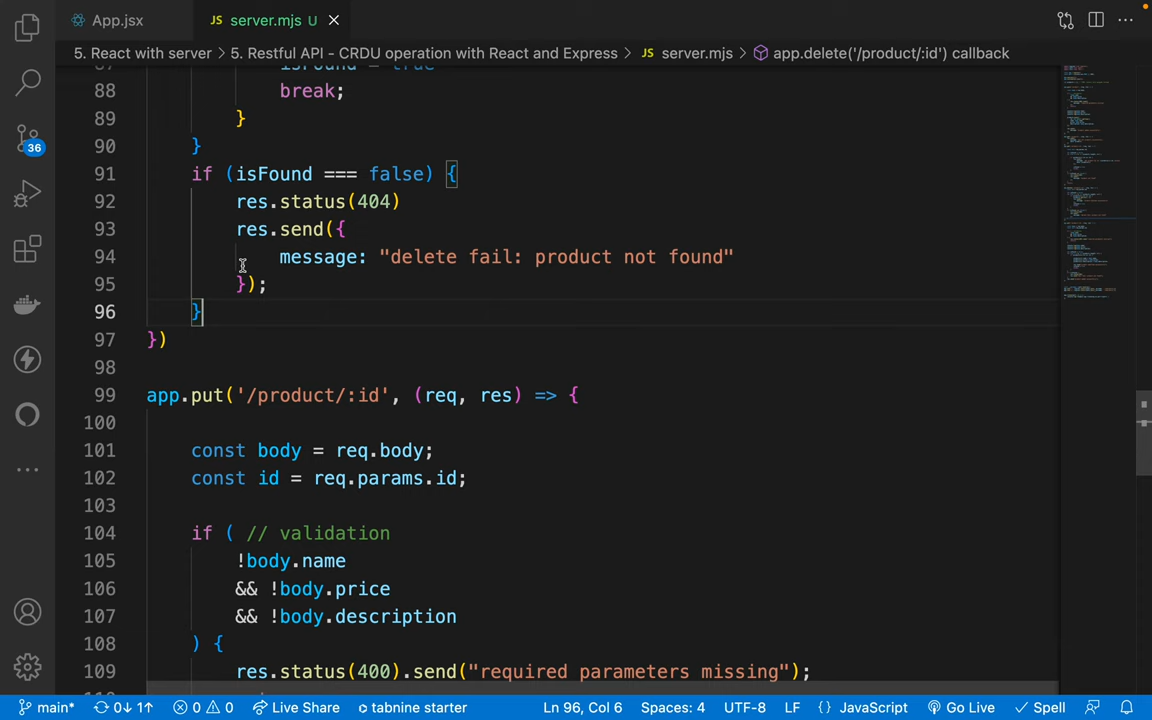 App.jsx
JS server.mjs U
5. React with server > 5. Restful API - CRDU operation with React and Express > JS server.mjs > app.delete('/product/:id') callback
87 isFound = true
88 break;
89 }
90 }
91 if (isFound === false) {
92 res.status(404)
93 res.send({
94 message: "delete fail: product not found"
95 });
96 }
97 })
98
99 app.put('/product/:id', (req, res) => {
100
101 const body = req.body;
102 const id = req.params.id;
103
104 if ( // validation
105 !body.name
106 && !body.price
107 && !body.description
108 ) {
109 res.status(400).send("required parameters missing");
36
main* 0↓ 1↑ 0 0 Live Share tabnine starter Ln 96, Col 6 Spaces: 4 UTF-8 LF {} JavaScript Go Live Spell